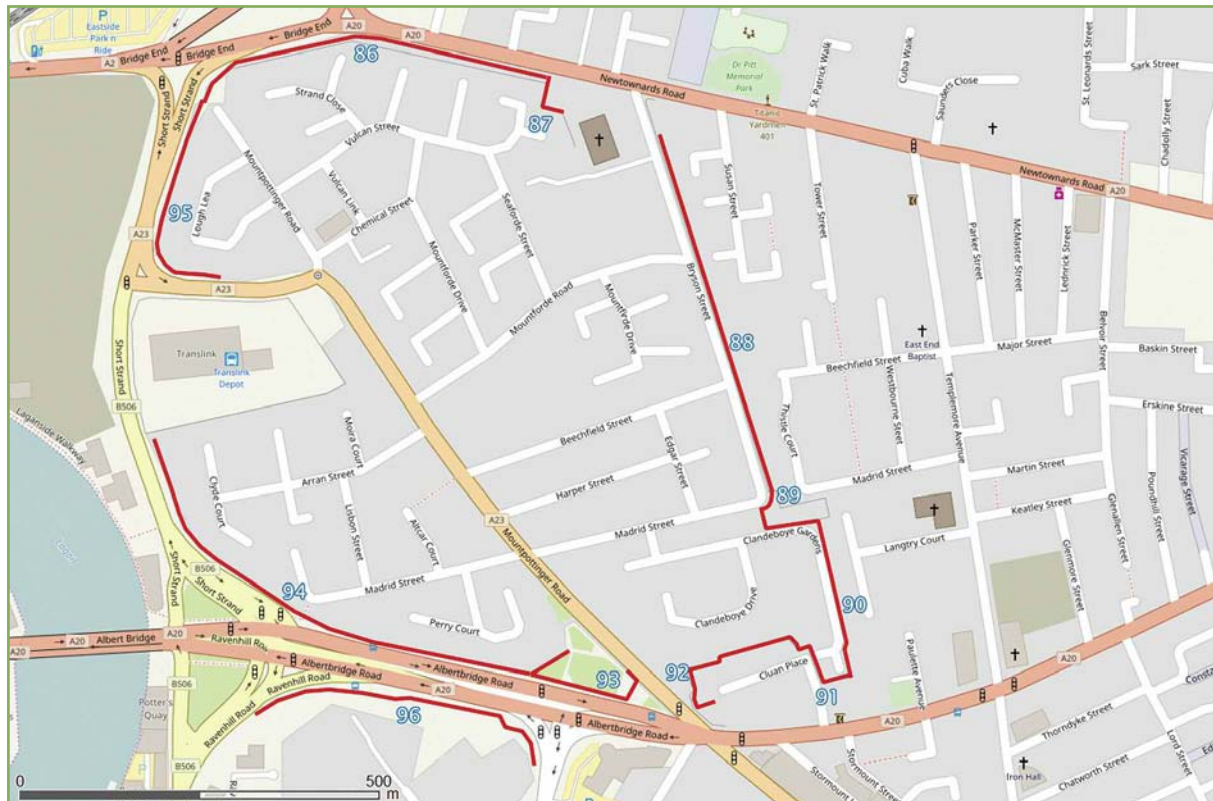 P
Eastside
Park n
Ride
A2 Bridge End
Bridge End
Bridge End
A20
A20
86
Short Strand
Short Strand
Strand Close
87
Vulcan Street
Dr Pitt
Memorial
Park
Titanic
Yardmen
401
Newtownards Road
St. Patrick Walk
Cuba Walk
Saunders Close
St. Leonards Street
Sark Street
Chadolly Street
Newtownards Road
A20
Mountpottinger Road
Vulcan Link
Lough Lea
95
Chemical Street
Seaforde Street
Susan Street
Tower Street
Parker Street
McMaster Street
Lendrick Street
A23
A23
Mountforde Drive
Mountforde Road
Mountforde Drive
Bryson Street
88
Translink
Translink
Depot
Short Strand
B506
Beechfield Street
East End
Baptist
Major Street
Belvoir Street
Baskin Street
Laganside Walkway
Moira Court
Beechfield Street
Edgar Street
Thistle Court
Westbourne Street
Templemore Avenue
Erskine Street
Vicarage Street
Clyde Court
Arran Street
Harper Street
Madrid Street
Martin Street
Poundhill Street
89
Lisbon Street
Altcar Court
A23
Madrid Street
Clandeboye Gardens
Keatley Street
Glenallen Street
Langtry Court
Lagan
Mountpottinger Road
Glenmore Street
Short Strand
B506
Short Strand
94
Madrid Street
Perry Court
Clandeboye Drive
90
Paulette Avenue
Albert Bridge
A20
A20
Ravenhill Road
Albertbridge Road
Albertbridge Road
A20
93
92
Cluan Place
91
A20
B506
Ravenhill Road
Ravenhill Road
96
Albertbridge Road
A20
Potter's
Quay
Thorndyke Street
Stormount Street
Iron Hall
Chatworth Street
Lord Street
B506
P
0
500
m